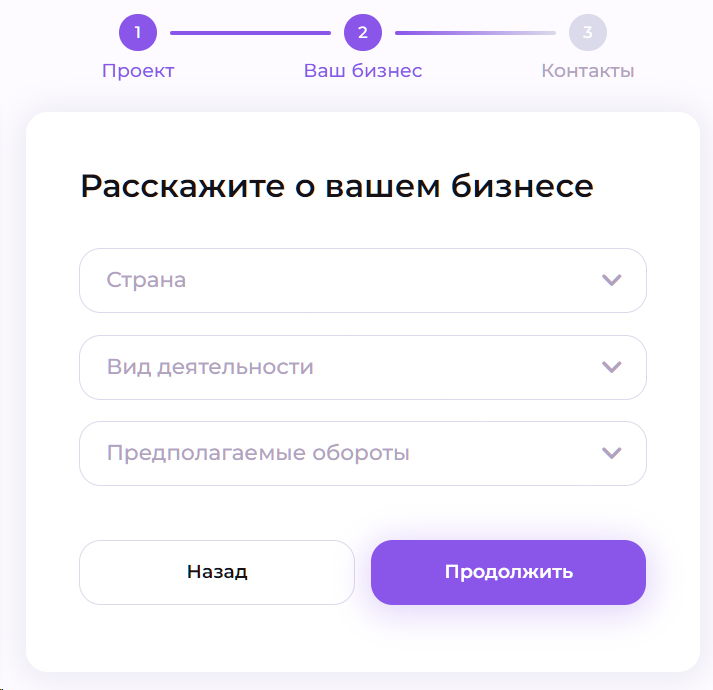 1 2 3
Проект Ваш бизнес Контакты
Расскажите о вашем бизнесе
Страна
Вид деятельности
Предполагаемые обороты
Назад Продолжить